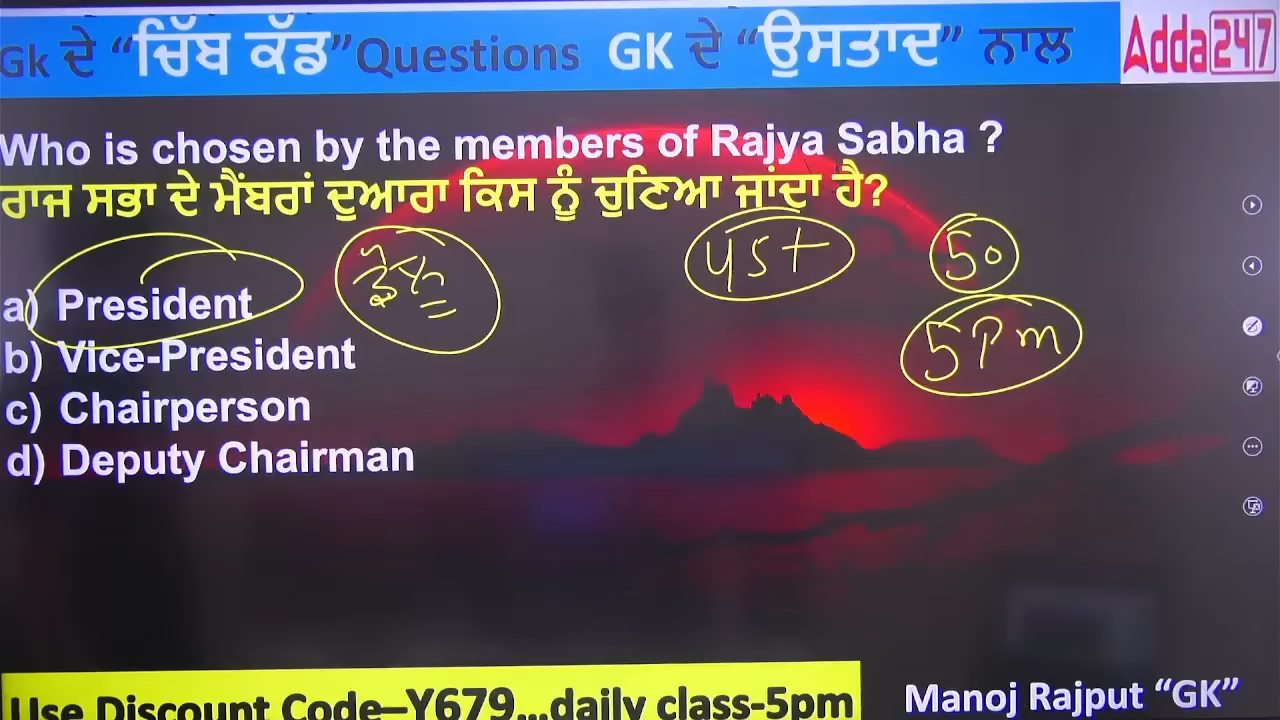 Gk ਦੇ “ਚਿੱਬ ਕੱਡ” Questions GK ਦੇ “ਉਸਤਾਦ” ਨਾਲ
Adda247
Who is chosen by the members of Rajya Sabha ?
ਰਾਜ ਸਭਾ ਦੇ ਮੈਂਬਰਾਂ ਦੁਆਰਾ ਕਿਸ ਨੂੰ ਚੁਣਿਆ ਜਾਂਦਾ ਹੈ?
45+ 50
a) President
5Pm
b) Vice-President
c) Chairperson
d) Deputy Chairman
Use Discount Code–Y679...daily class-5pm
Manoj Rajput “GK”